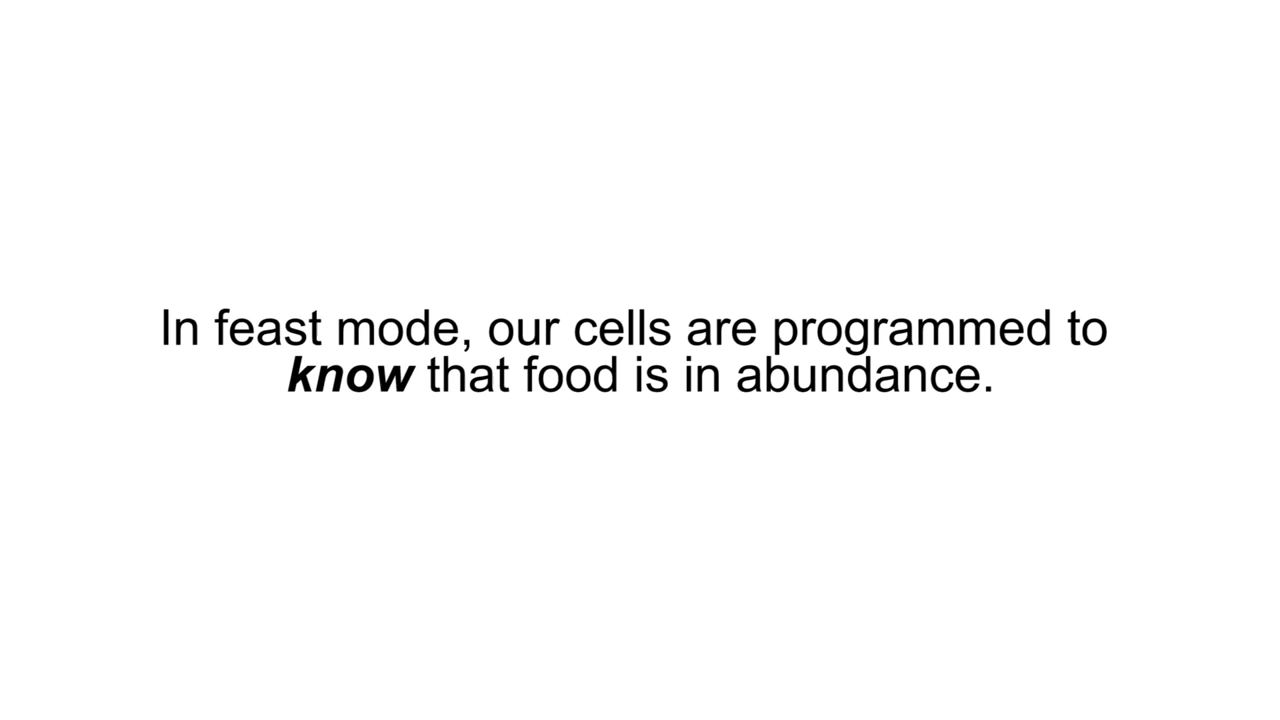 In feast mode, our cells are programmed to
know that food is in abundance.